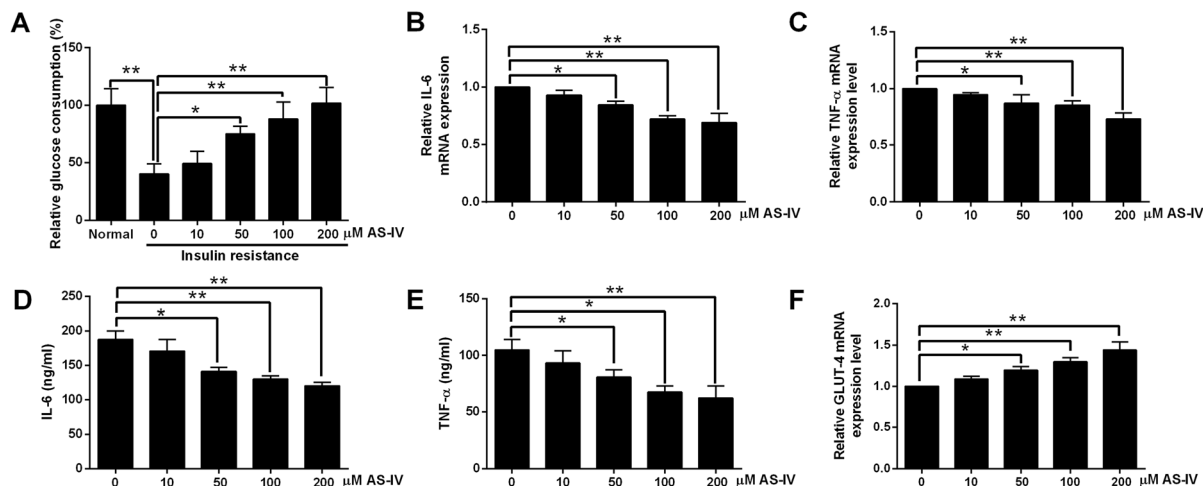 A
Relative glucose consumption (%)
150
100
50
0
**
**
**
*
Normal 0 10 50 100 200 μM AS-IV
Insulin resistance
B
Relative IL-6
mRNA expression
1.5
1.0
0.5
0.0
**
**
*
0 10 50 100 200 μM AS-IV
C
Relative TNF-α mRNA
expression level
1.5
1.0
0.5
0.0
**
**
*
0 10 50 100 200 μM AS-IV
D
IL-6 (ng/ml)
250
200
150
100
50
0
**
**
*
0 10 50 100 200 μM AS-IV
E
TNF-α (ng/ml)
150
100
50
0
**
*
*
0 10 50 100 200 μM AS-IV
F
Relative GLUT-4 mRNA
expression level
2.0
1.5
1.0
0.5
0.0
**
**
*
0 10 50 100 200 μM AS-IV